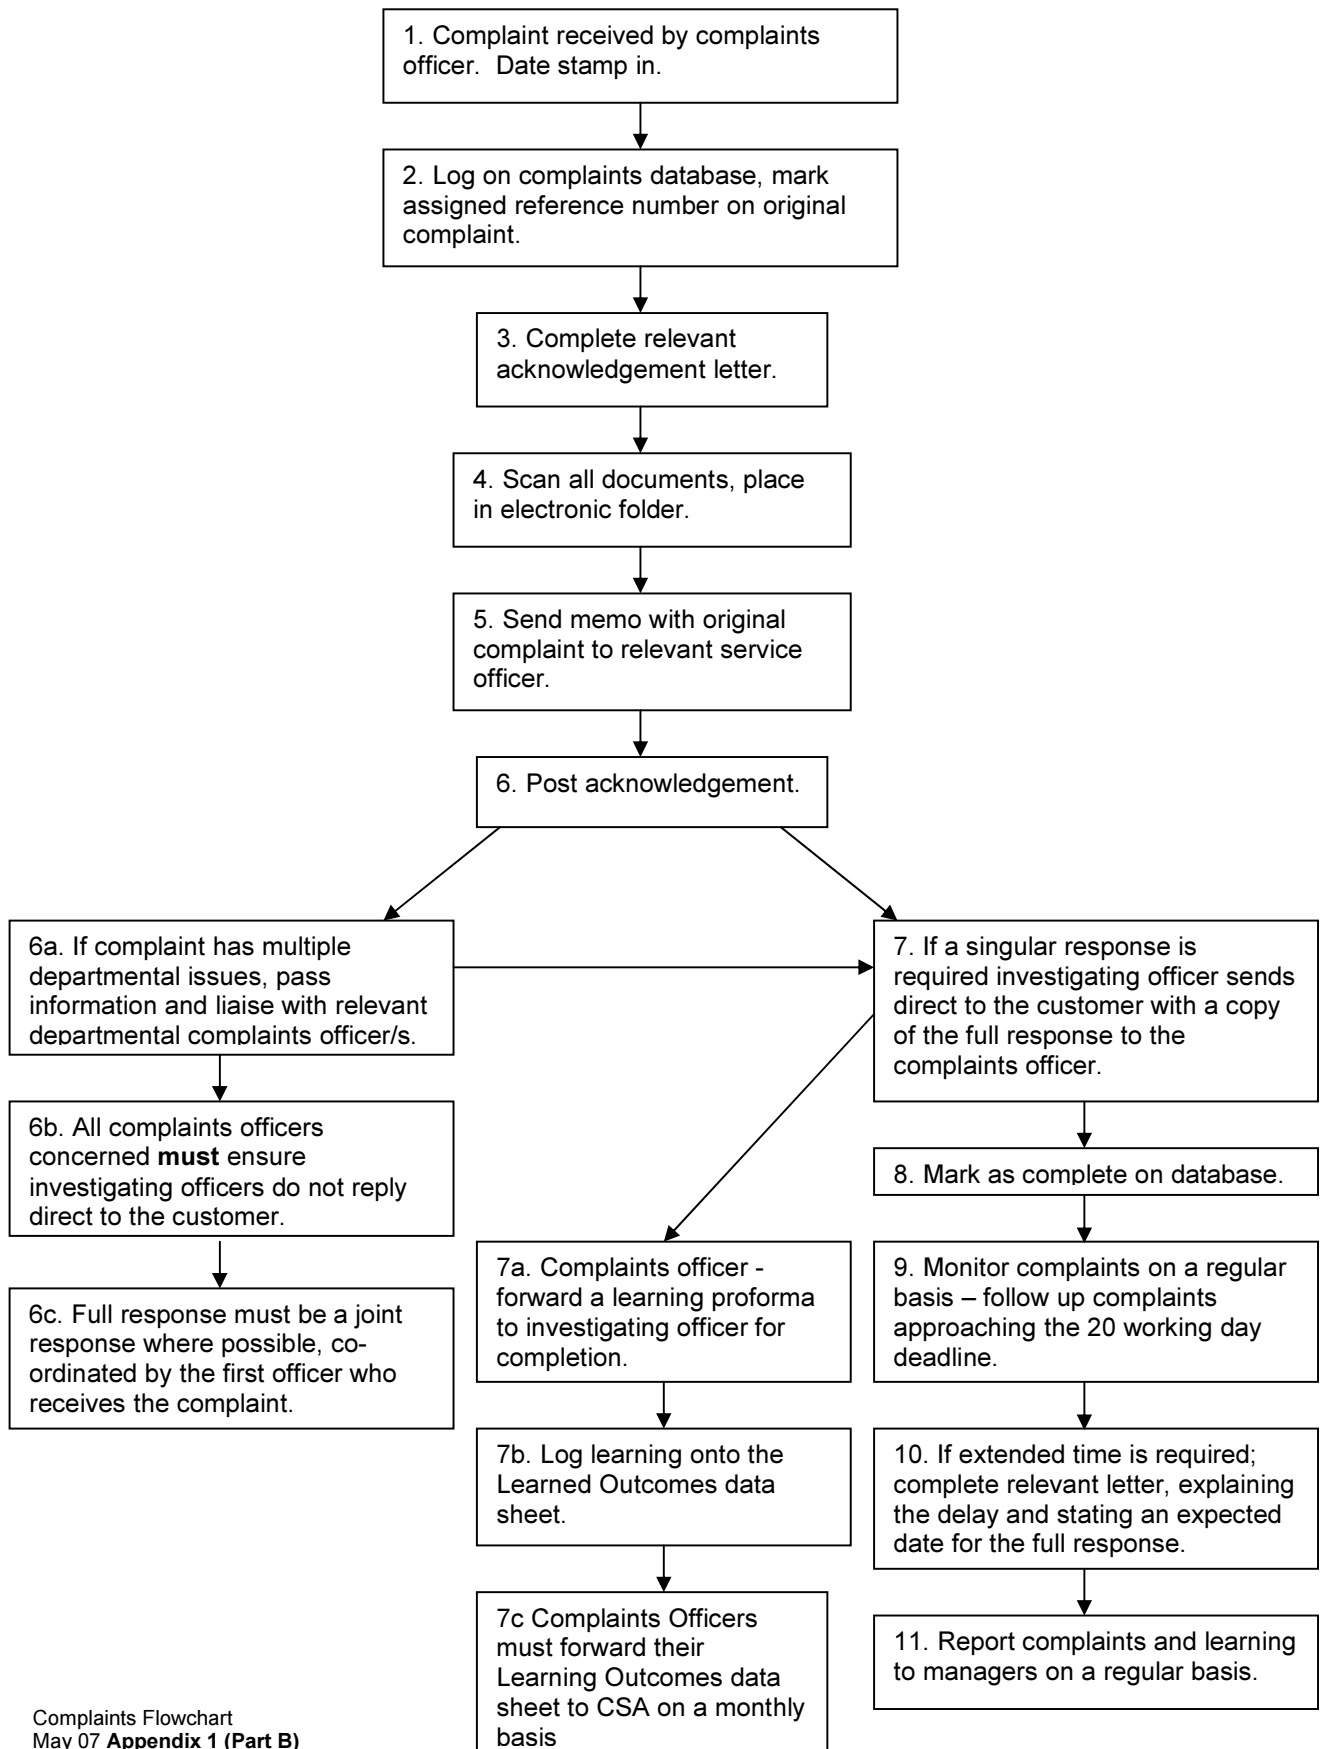 1. Complaint received by complaints
officer.  Date stamp in.
2. Log on complaints database, mark
assigned reference number on original
complaint.
3. Complete relevant
acknowledgement letter.
4. Scan all documents, place
in electronic folder.
5. Send memo with original
complaint to relevant service
officer.
6. Post acknowledgement.
6a. If complaint has multiple
departmental issues, pass
information and liaise with relevant
departmental complaints officer/s.
6b. All complaints officers
concerned must ensure
investigating officers do not reply
direct to the customer.
6c. Full response must be a joint
response where possible, co-
ordinated by the first officer who
receives the complaint.
7. If a singular response is
required investigating officer sends
direct to the customer with a copy
of the full response to the
complaints officer.
7a. Complaints officer -
forward a learning proforma
to investigating officer for
completion.
7b. Log learning onto the
Learned Outcomes data
sheet.
7c Complaints Officers
must forward their
Learning Outcomes data
sheet to CSA on a monthly
basis
8. Mark as complete on database.
9. Monitor complaints on a regular
basis – follow up complaints
approaching the 20 working day
deadline.
10. If extended time is required;
complete relevant letter, explaining
the delay and stating an expected
date for the full response.
11. Report complaints and learning
to managers on a regular basis.
Complaints Flowchart
May 07 Appendix 1 (Part B)